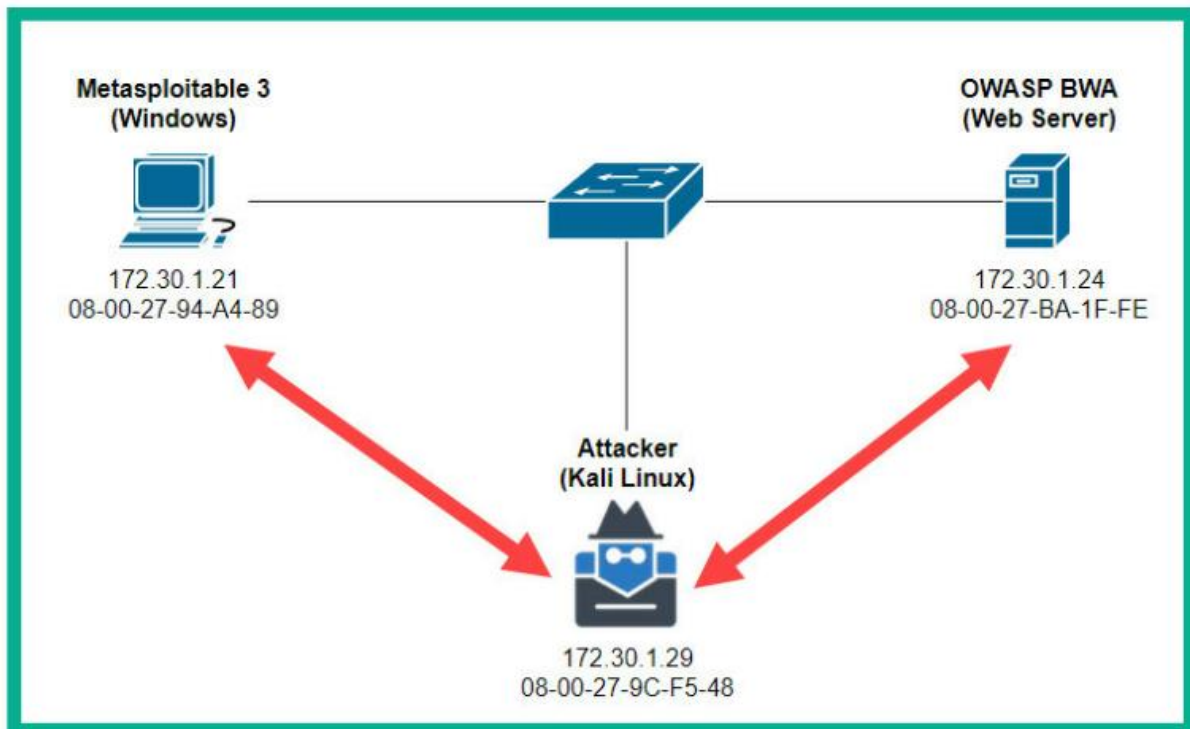 Metasploitable 3
(Windows)
172.30.1.21
08-00-27-94-A4-89
OWASP BWA
(Web Server)
172.30.1.24
08-00-27-BA-1F-FE
Attacker
(Kali Linux)
172.30.1.29
08-00-27-9C-F5-48